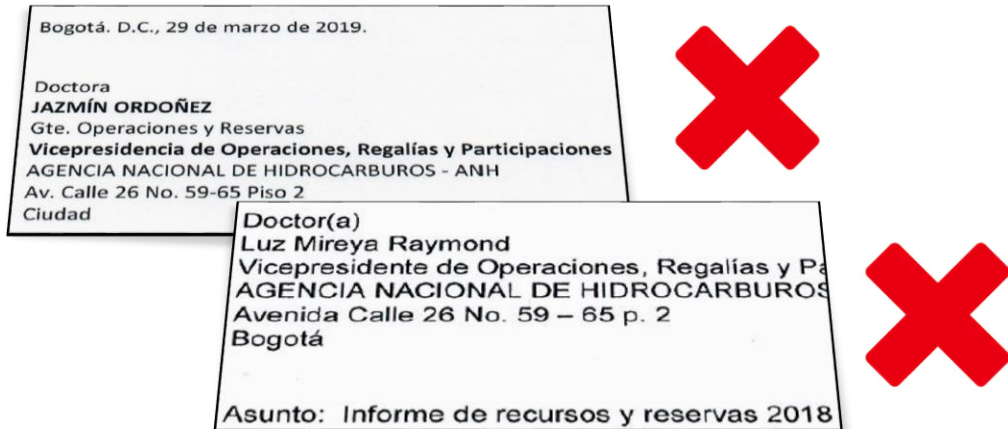 Bogotá. D.C., 29 de marzo de 2019.
Doctora
JAZMÍN ORDOÑEZ
Gte. Operaciones y Reservas
Vicepresidencia de Operaciones, Regalías y Participaciones
AGENCIA NACIONAL DE HIDROCARBUROS - ANH
Av. Calle 26 No. 59-65 Piso 2
Ciudad
Doctor(a)
Luz Mireya Raymond
Vicepresidente de Operaciones, Regalías y Pa
AGENCIA NACIONAL DE HIDROCARBUROS
Avenida Calle 26 No. 59 – 65 p. 2
Bogotá
Asunto: Informe de recursos y reservas 2018